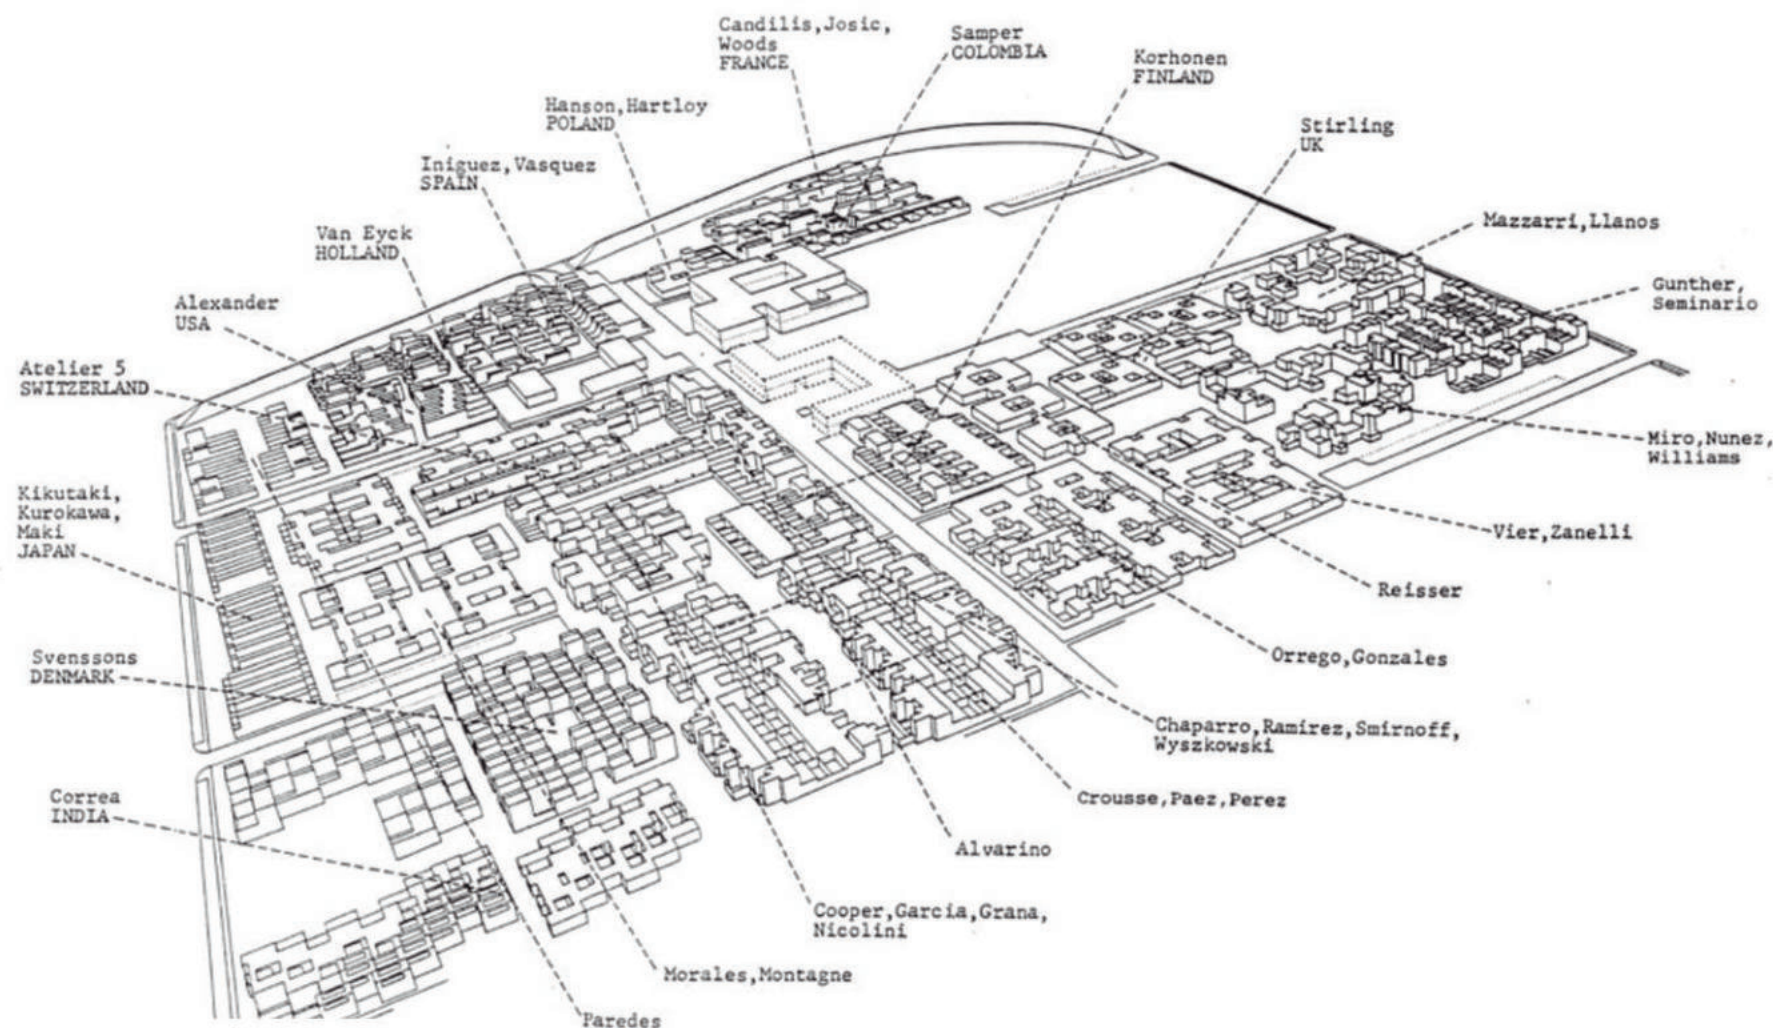 Candilis,Josic,
Woods
FRANCE
Samper
COLOMBIA
Korhonen
FINLAND
Hanson,Hartloy
POLAND
Stirling
UK
Iniguez,Vasquez
SPAIN
Van Eyck
HOLLAND
Mazzarri,Llanos
Alexander
USA
Gunther,
Seminario
Atelier 5
SWITZERLAND
Miro,Nunez,
Williams
Kikutaki,
Kurokawa,
Maki
JAPAN
Vier,Zanelli
Reisser
Svenssons
DENMARK
Orrego,Gonzales
Chaparro,Ramirez,Smirnoff,
Wyszkowski
Correa
INDIA
Crousse,Paez,Perez
Alvarino
Cooper,Garcia,Grana,
Nicolini
Morales,Montagne
Paredes